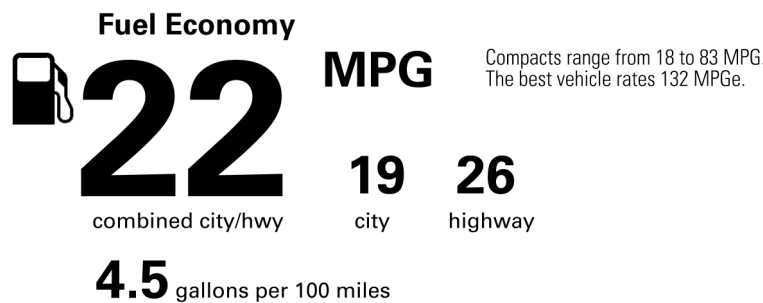 Fuel Economy
22
MPG
Compacts range from 18 to 83 MPG.
The best vehicle rates 132 MPGe.
19 26
combined city/hwy city highway
4.5 gallons per 100 miles